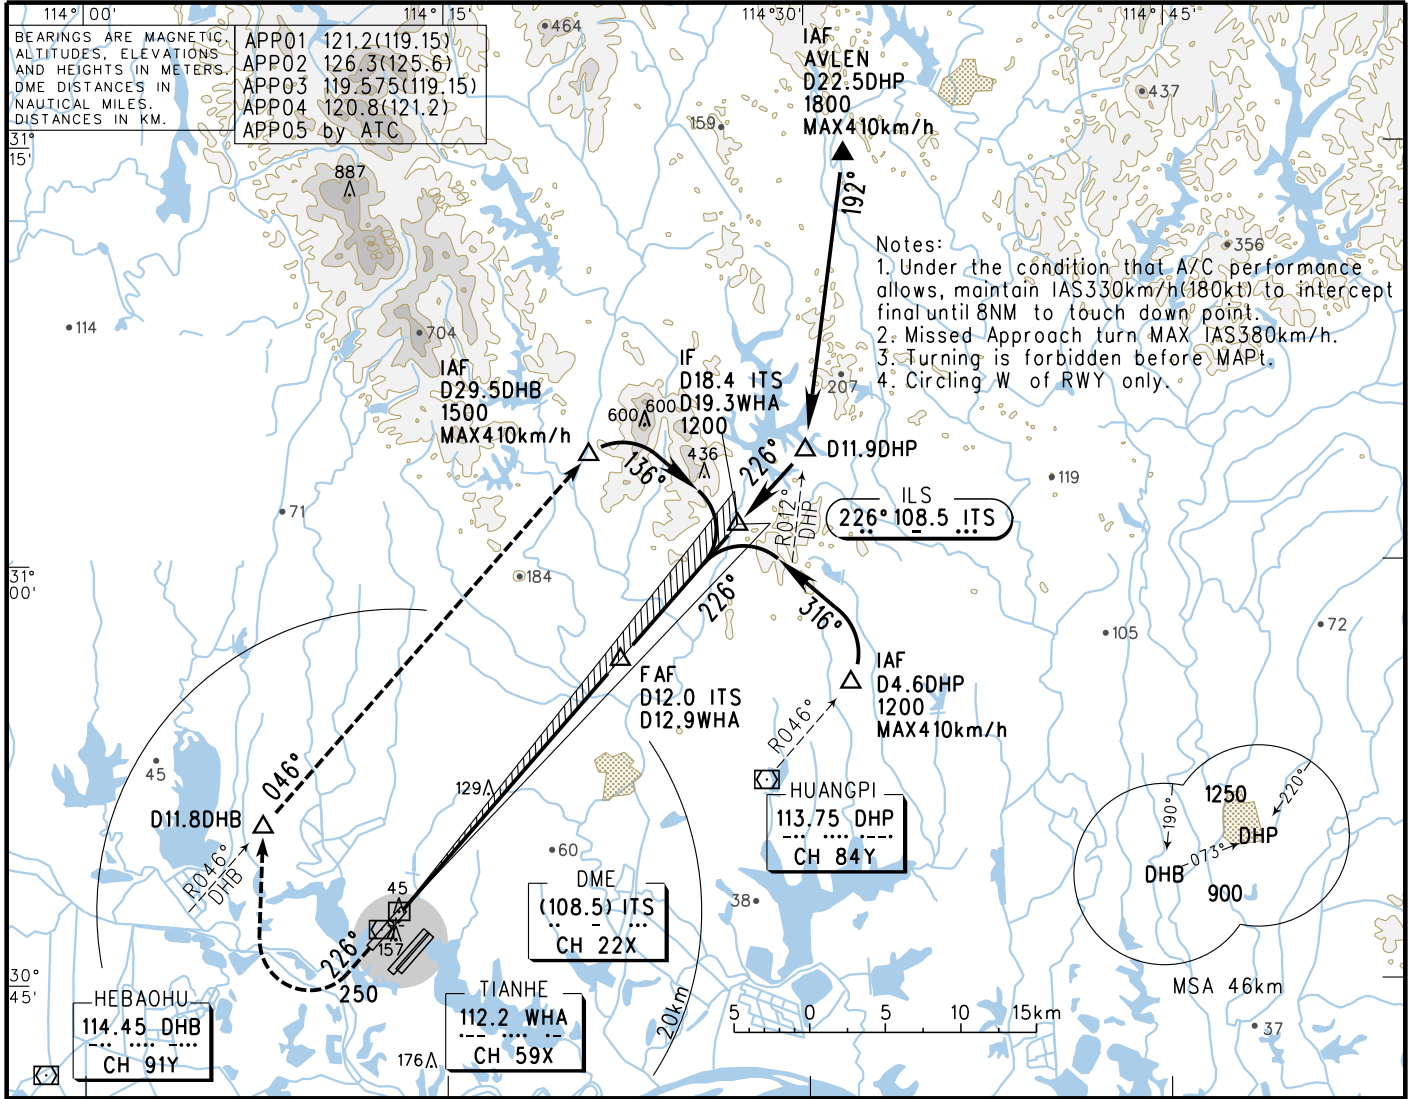 114° 00'
114° 15'
114° 30'
114° 45'
BEARINGS ARE MAGNETIC,
ALTITUDES, ELEVATIONS
AND HEIGHTS IN METERS.
DME DISTANCES IN
NAUTICAL MILES.
DISTANCES IN KM.
APP01 121.2(119.15)
APP02 126.3(125.6)
APP03 119.575(119.15)
APP04 120.8(121.2)
APP05 by ATC
464
IAF
AVLEN
D22.5DHP
1800
MAX410km/h
437
159
31°
15'
887
192°
356
Notes:
1. Under the condition that A/C performance
allows, maintain IAS330km/h(180kt) to intercept
final until 8NM to touch down point.
2. Missed Approach turn MAX IAS380km/h.
3. Turning is forbidden before MAPt.
4. Circling W of RWY only.
114
704
207
IAF
D29.5DHB
1500
MAX410km/h
IF
D18.4 ITS
D19.3WHA
1200
600
600
436
136°
226°
D11.9DHP
119
71
R012°
DHP
ILS
226° 108.5 ITS
·· – ···
31°
00'
184
226°
316°
105
72
FAF
D12.0 ITS
D12.9WHA
IAF
D4.6DHP
1200
MAX410km/h
R046°
45
046°
129
D11.8DHB
R046°
DHB
HUANGPI
113.75 DHP
–·· ···· ·––·
CH 84Y
190°
1250
220°
073°
DHP
DHB
900
MSA 46km
60
38
DME
(108.5) ITS
·· – ···
CH 22X
45
157
226°
250
30°
45'
HEBAOHU
114.45 DHB
–·· ···· –···
CH 91Y
TIANHE
112.2 WHA
·–– ···· ·–
CH 59X
176
20km
5 0 5 10 15km
37